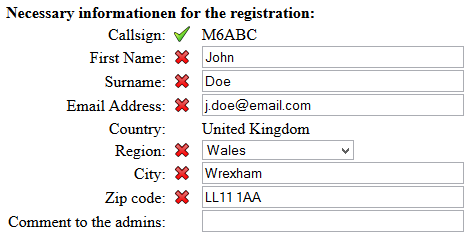 Necessary informationen for the registration:
Callsign: M6ABC
First Name: John
Surname: Doe
Email Address: j.doe@email.com
Country: United Kingdom
Region: Wales
City: Wrexham
Zip code: LL11 1AA
Comment to the admins: